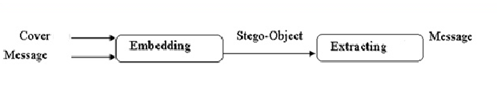 Cover
Message
Embedding
Stego-Object
Extracting
Message